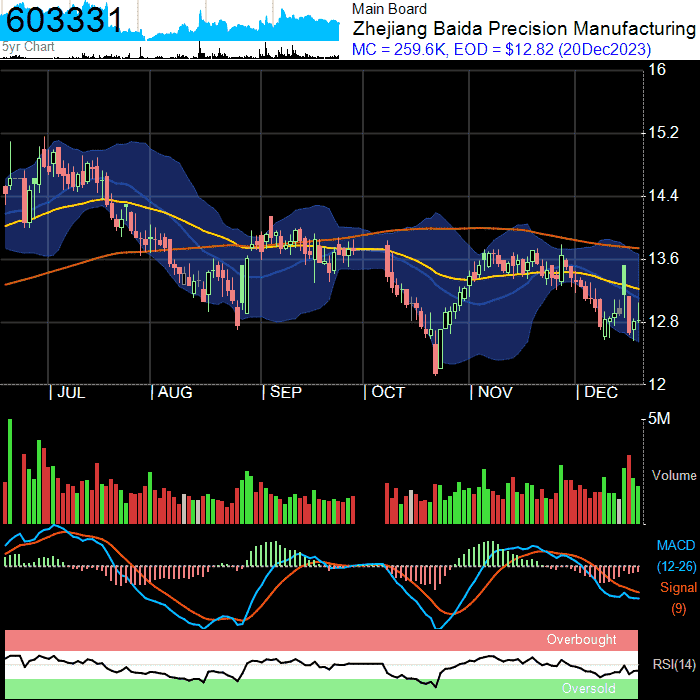 603331
5yr Chart
Main Board
Zhejiang Baida Precision Manufacturing
MC = 259.6K, EOD = $12.82 (20Dec2023)
16
15.2
14.4
13.6
12.8
12
JUL
AUG
SEP
OCT
NOV
DEC
5M
Volume
MACD
(12-26)
Signal
(9)
Overbought
RSI(14)
Oversold